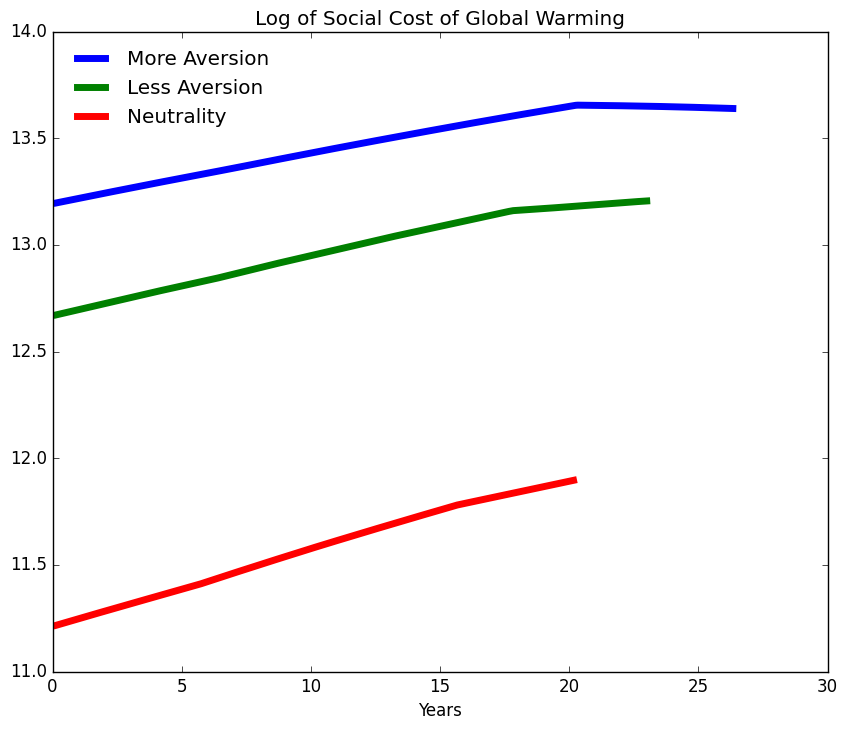 Log of Social Cost of Global Warming
14.0
13.5
13.0
12.5
12.0
11.5
11.0
More Aversion
Less Aversion
Neutrality
0 5 10 15 20 25 30
Years